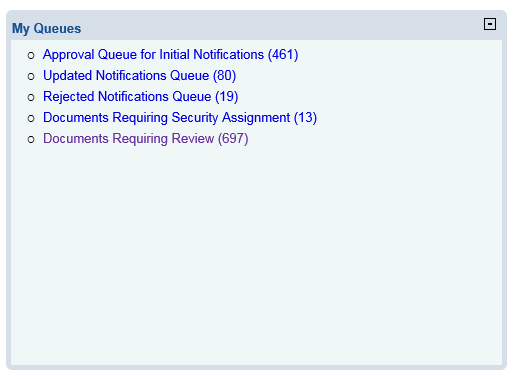 My Queues
Approval Queue for Initial Notifications (461)
Updated Notifications Queue (80)
Rejected Notifications Queue (19)
Documents Requiring Security Assignment (13)
Documents Requiring Review (697)